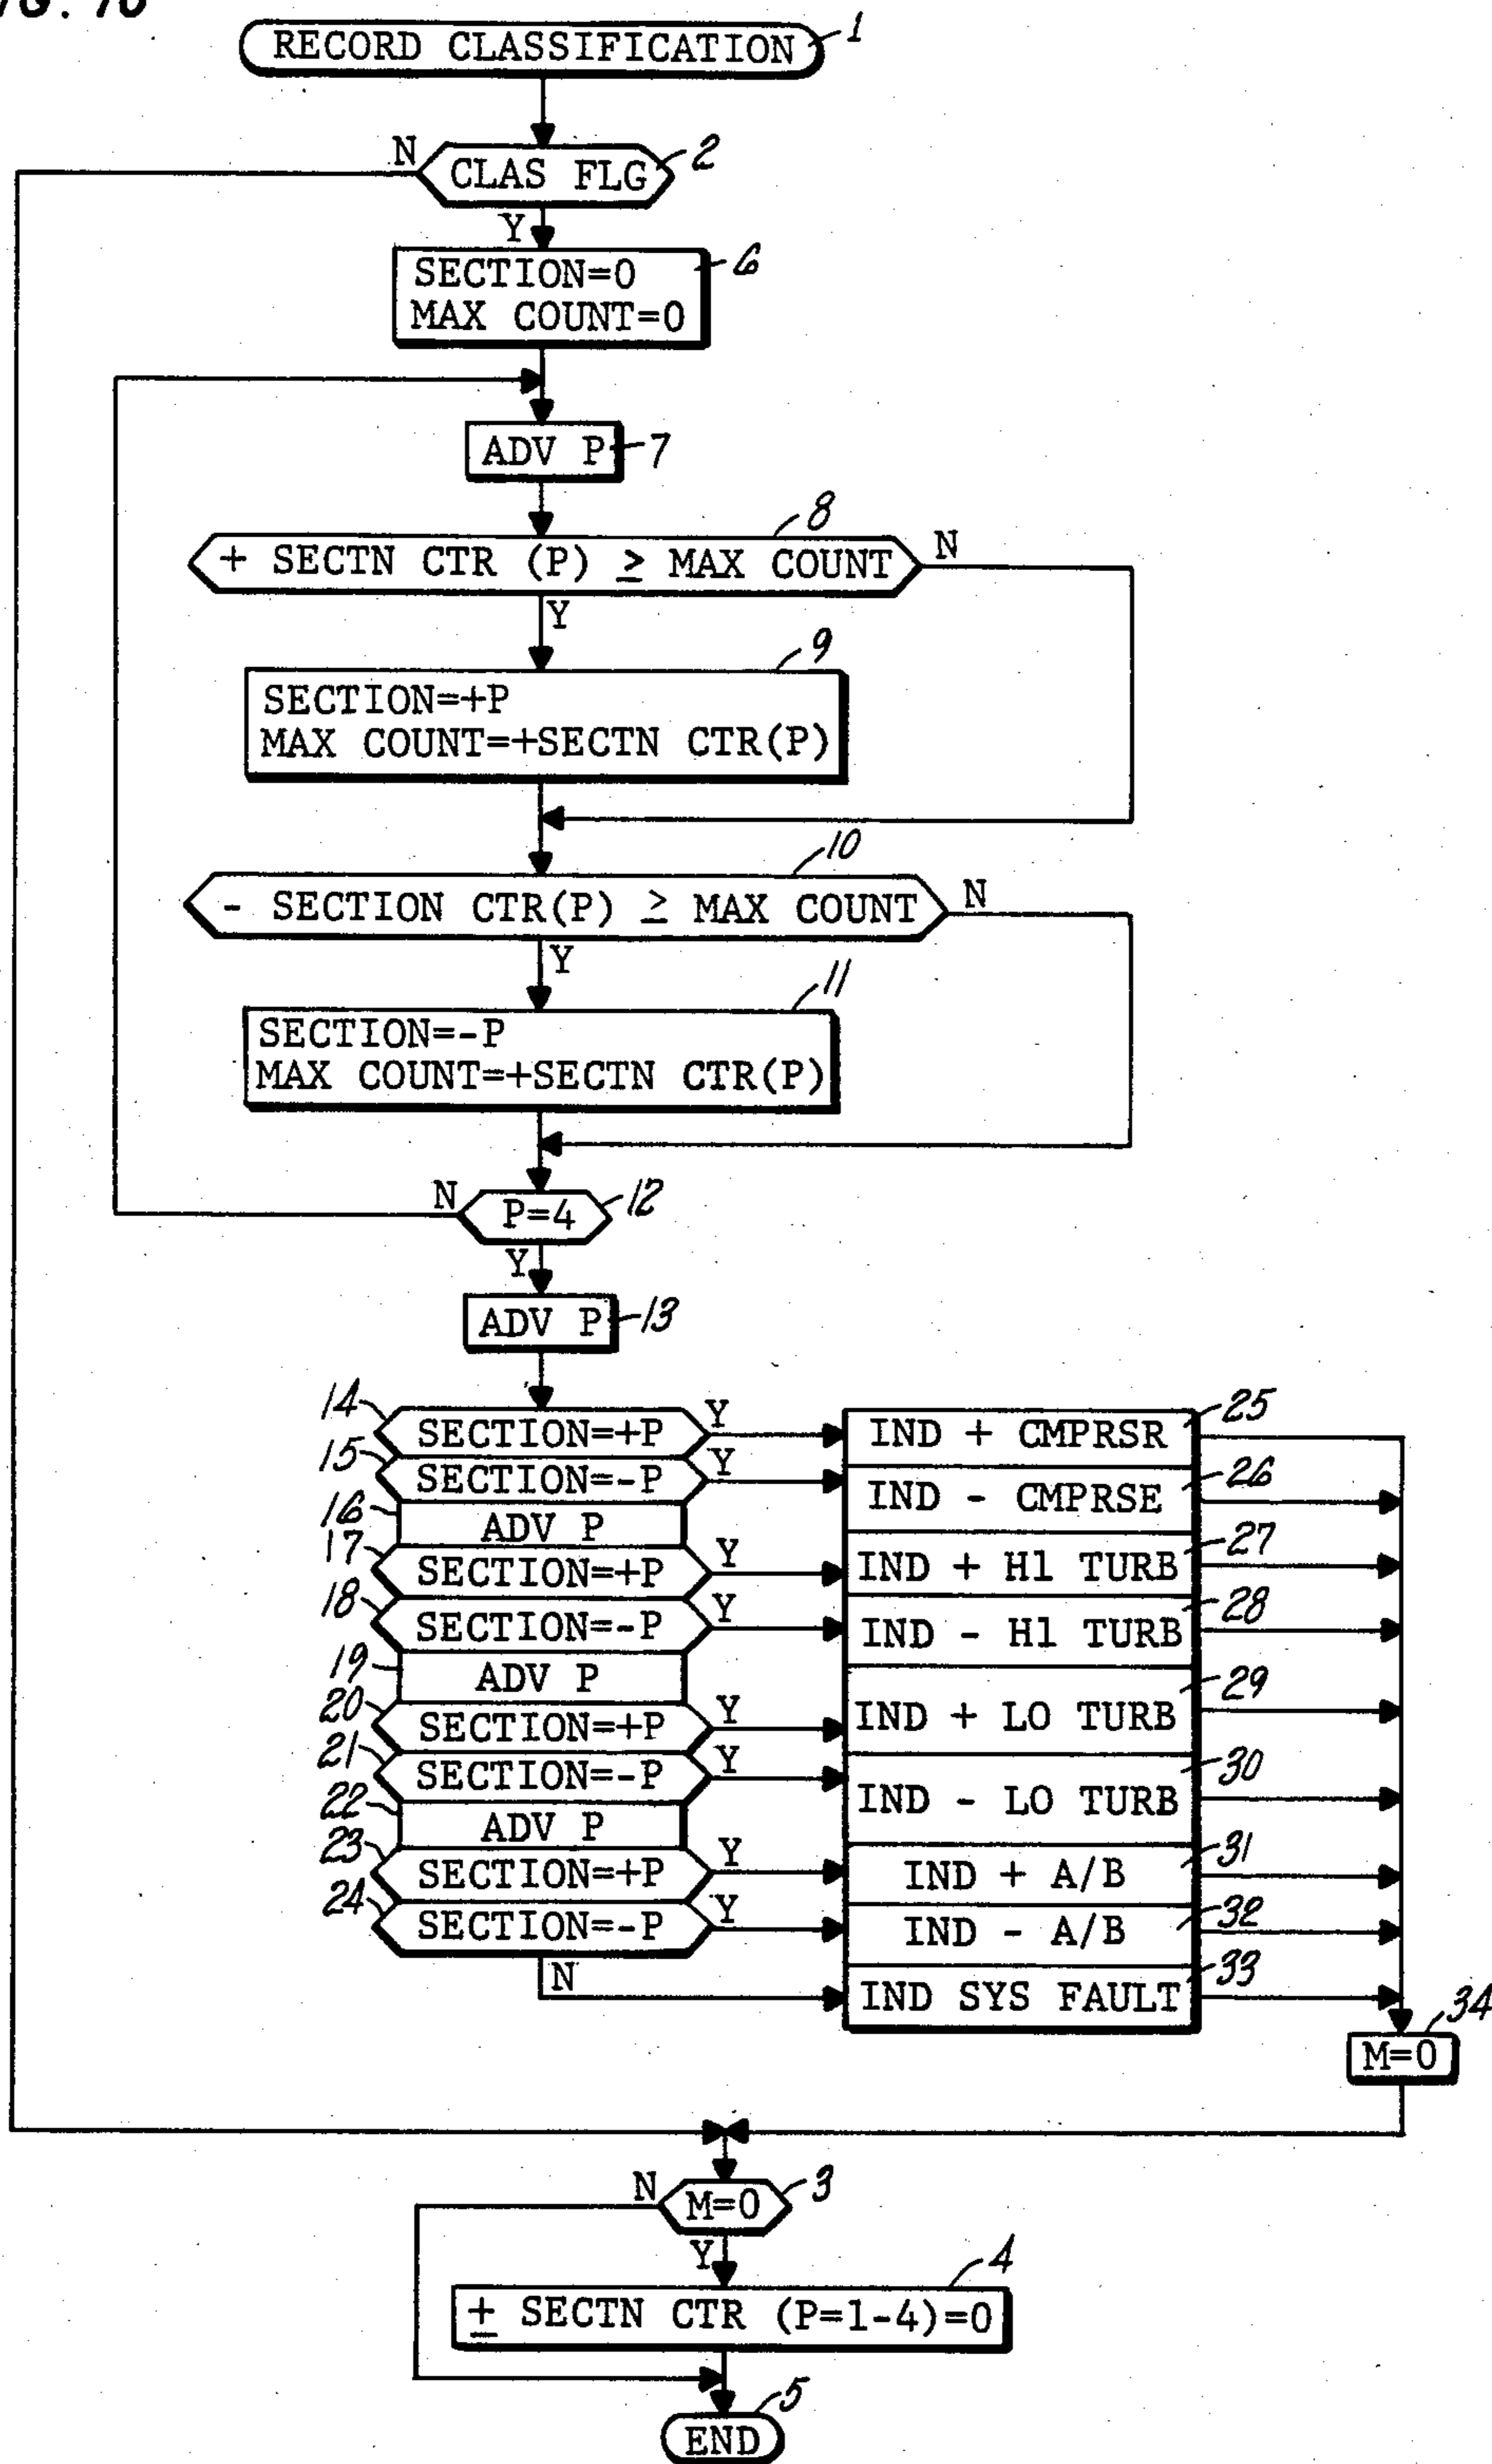 RECORD CLASSIFICATION 1
N CLAS FLG 2
Y
SECTION=0 6
MAX COUNT=0
ADV P 7
8
+ SECTN CTR (P) ≥ MAX COUNT N
Y
9
SECTION=+P
MAX COUNT=+SECTN CTR(P)
10
- SECTION CTR(P) ≥ MAX COUNT N
Y
11
SECTION=-P
MAX COUNT=+SECTN CTR(P)
N P=4 12
Y
ADV P 13
14 SECTION=+P Y IND + CMPRSR 25
15 SECTION=-P Y IND - CMPRSE 26
16 ADV P
17 SECTION=+P Y IND + H1 TURB 27
18 SECTION=-P Y IND - H1 TURB 28
19 ADV P
20 SECTION=+P Y IND + LO TURB 29
21 SECTION=-P Y IND - LO TURB 30
22 ADV P
23 SECTION=+P Y IND + A/B 31
24 SECTION=-P Y IND - A/B 32
N IND SYS FAULT 33
34
M=0
N M=0 3
Y
4
± SECTN CTR (P=1-4)=0
5
END